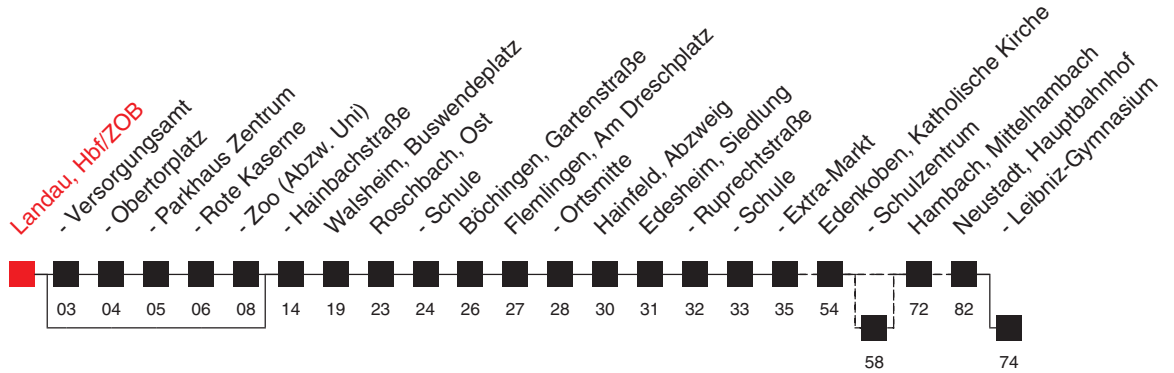 Landau, Hbf/ZOB
- Versorgungsamt
- Obertorplatz
- Parkhaus Zentrum
- Rote Kaserne
- Zoo (Abzw. Uni)
- Hainbachstraße
Walsheim, Buswendeplatz
Roschbach, Ost
- Schule
Böchingen, Gartenstraße
Flemlingen, Am Dreschplatz
- Ortsmitte
Hainfeld, Abzweig
Edesheim, Siedlung
- Ruprechtstraße
- Schule
- Extra-Markt
Edenkoben, Katholische Kirche
- Schulzentrum
Hambach, Mittelhambach
Neustadt, Hauptbahnhof
- Leibniz-Gymnasium
03 04 05 06 08 14 19 23 24 26 27 28 30 31 32 33 35 54 72 82
58 74